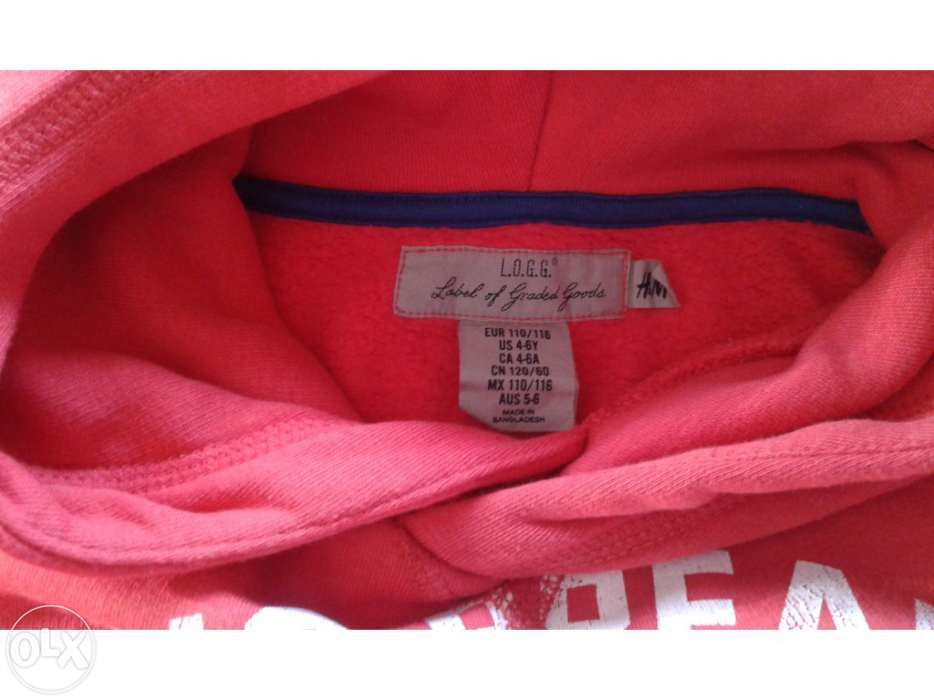 L.O.G.G.®
Label of Graded Goods
H&M
EUR 110/116
US 4-6Y
CA 4-6A
CN 120/60
MX 110/116
AUS 5-6
MADE IN
BANGLADESH
OLX